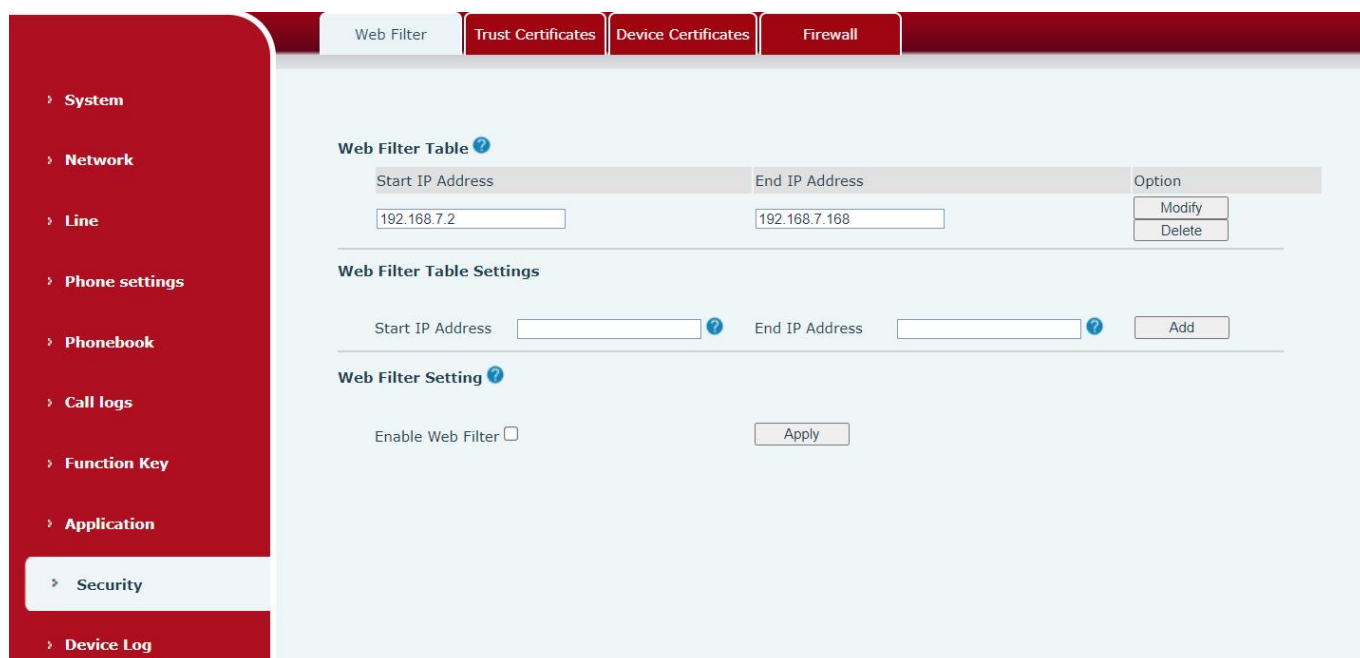 Web Filter Trust Certificates Device Certificates Firewall
System
Network
Line
Phone settings
Phonebook
Call logs
Function Key
Application
Security
Device Log
Web Filter Table ?
Start IP Address End IP Address Option
192.168.7.2 192.168.7.168 Modify
Delete
Web Filter Table Settings
Start IP Address ? End IP Address ? Add
Web Filter Setting ?
Enable Web Filter Apply